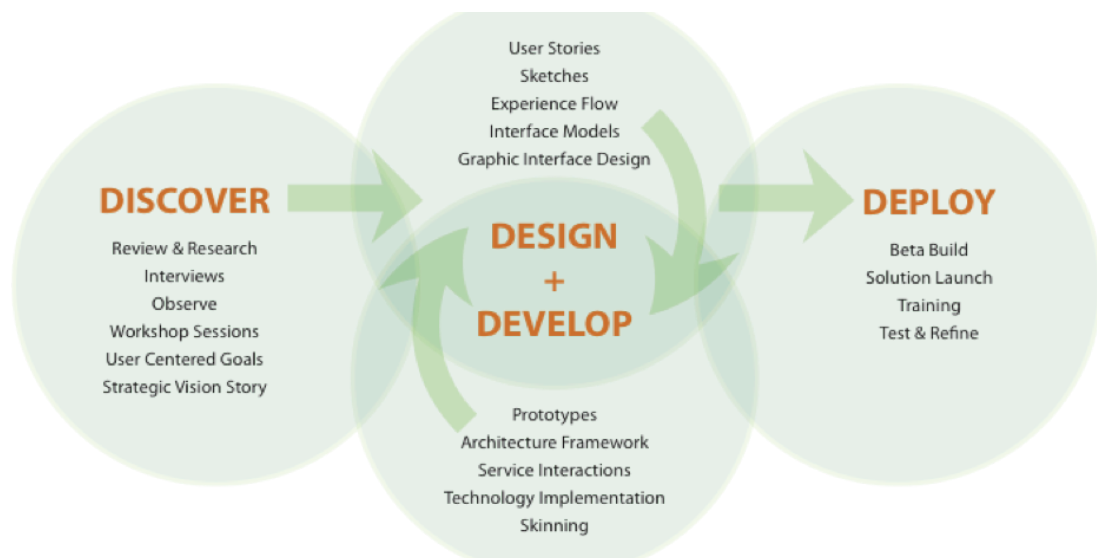 DISCOVER
Review & Research
Interviews
Observe
Workshop Sessions
User Centered Goals
Strategic Vision Story
User Stories
Sketches
Experience Flow
Interface Models
Graphic Interface Design
DESIGN
+
DEVELOP
Prototypes
Architecture Framework
Service Interactions
Technology Implementation
Skinning
DEPLOY
Beta Build
Solution Launch
Training
Test & Refine